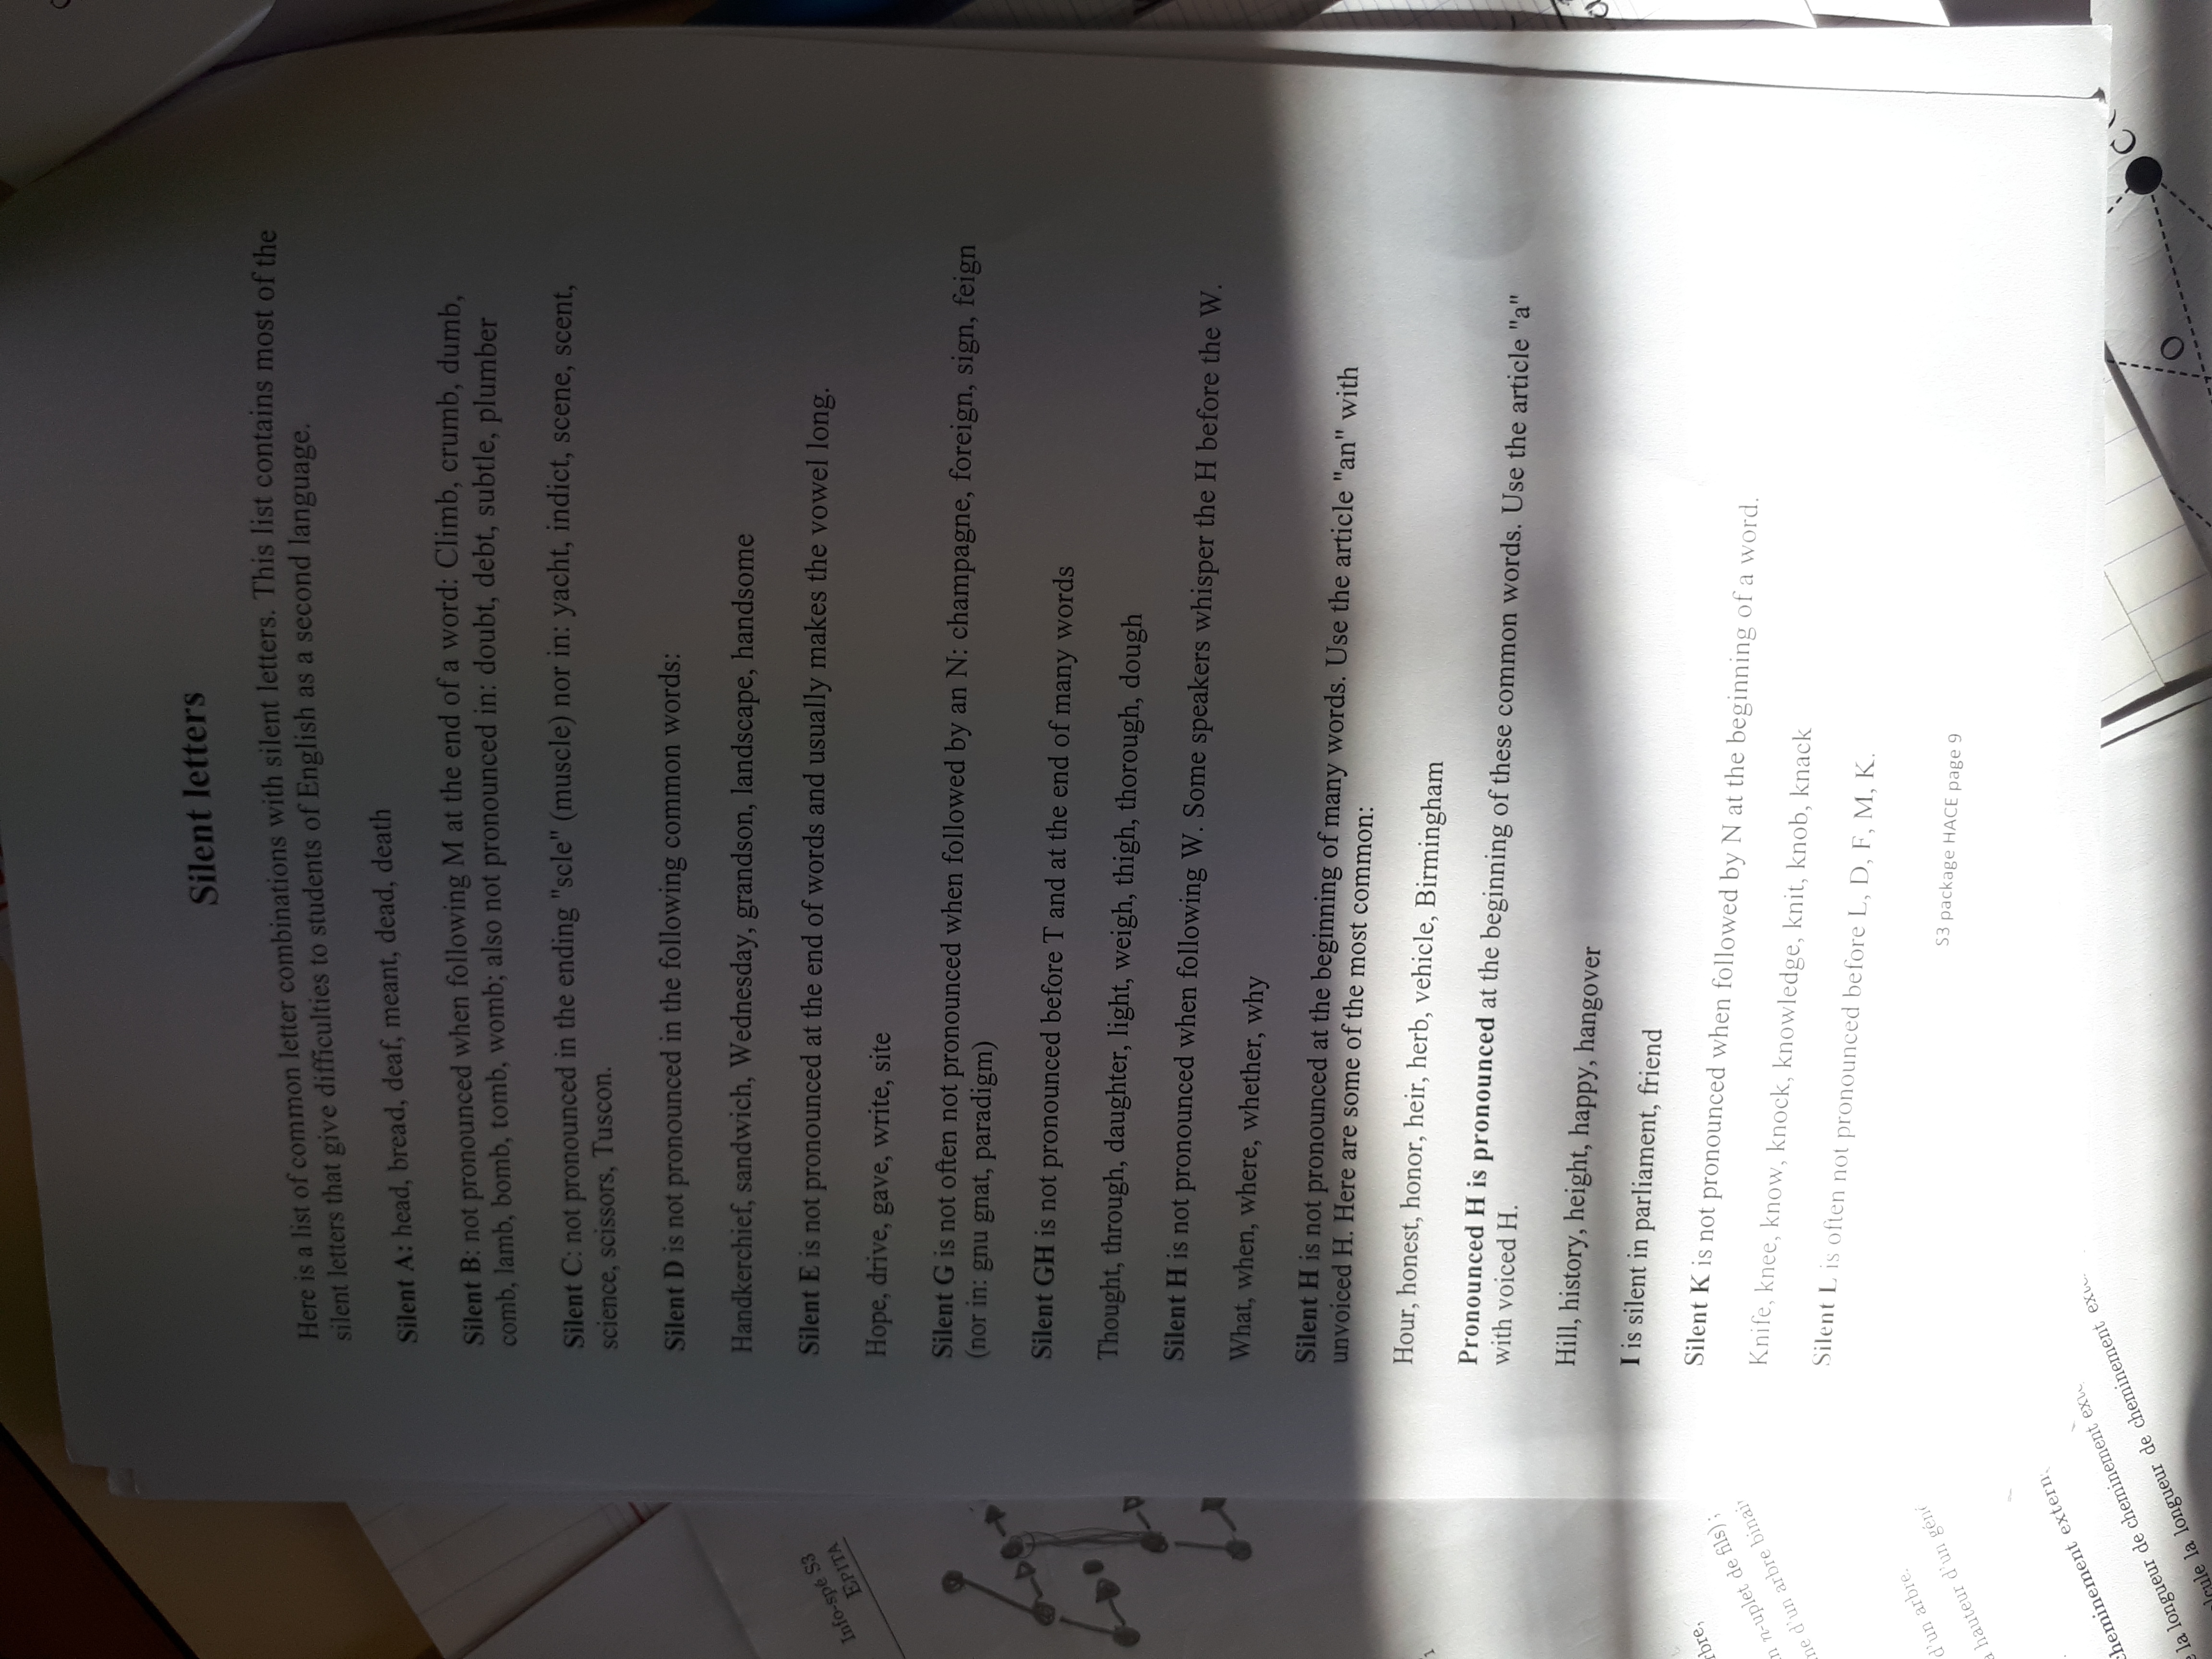 Silent letters
Here is a list of common letter combinations with silent letters. This list contains most of the
silent letters that give difficulties to students of English as a second language.
Silent A: head, bread, deaf, meant, dead, death
Silent B: not pronounced when following M at the end of a word: Climb, crumb, dumb,
comb, lamb, bomb, tomb, womb; also not pronounced in: doubt, debt, subtle, plumber
Silent C: not pronounced in the ending "scle" (muscle) nor in: yacht, indict, scene, scent,
science, scissors, Tuscon.
Silent D is not pronounced in the following common words:
Handkerchief, sandwich, Wednesday, grandson, landscape, handsome
Silent E is not pronounced at the end of words and usually makes the vowel long.
Hope, drive, gave, write, site
Silent G is not often not pronounced when followed by an N: champagne, foreign, sign, feign
(nor in: gnu gnat, paradigm)
Silent GH is not pronounced before T and at the end of many words
Thought, through, daughter, light, weigh, thigh, thorough, dough
Silent H is not pronounced when following W. Some speakers whisper the H before the W.
What, when, where, whether, why
Silent H is not pronounced at the beginning of many words. Use the article "an" with
unvoiced H. Here are some of the most common:
Hour, honest, honor, heir, herb, vehicle, Birmingham
Pronounced H is pronounced at the beginning of these common words. Use the article "a"
with voiced H.
Hill, history, height, happy, hangover
I is silent in parliament, friend
Silent K is not pronounced when followed by N at the beginning of a word.
Knife, knee, know, knock, knowledge, knit, knob, knack
Silent L is often not pronounced before L, D, F, M, K.
S3 package HACE page 9
Info-spé S3
EPITA
n-uplet de fils) ;
d'un arbre.
cheminement extern
la longueur de cheminement
la longueur de cheminement